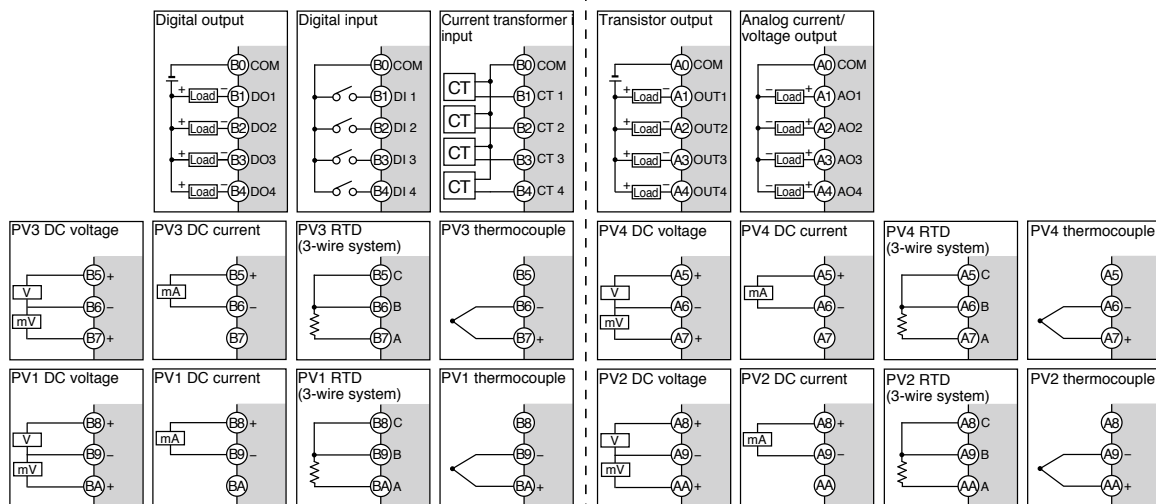 Digital output
B0 COM
+ Load − B1 DO1
+ Load − B2 DO2
+ Load − B3 DO3
+ Load − B4 DO4
Digital input
B0 COM
B1 DI 1
B2 DI 2
B3 DI 3
B4 DI 4
Current transformer i
input
B0 COM
CT B1 CT 1
CT B2 CT 2
CT B3 CT 3
CT B4 CT 4
Transistor output
A0 COM
+ Load − A1 OUT1
+ Load − A2 OUT2
+ Load − A3 OUT3
+ Load − A4 OUT4
Analog current/
voltage output
A0 COM
− Load + A1 AO1
− Load + A2 AO2
− Load + A3 AO3
− Load + A4 AO4
PV3 DC voltage
B5 +
V
B6 −
mV
B7 +
PV3 DC current
B5 +
mA
B6 −
B7
PV3 RTD
(3-wire system)
B5 C
B6 B
B7 A
PV3 thermocouple
B5
B6 −
B7 +
PV4 DC voltage
A5 +
V
A6 −
mV
A7 +
PV4 DC current
A5 +
mA
A6 −
A7
PV4 RTD
(3-wire system)
A5 C
A6 B
A7 A
PV4 thermocouple
A5
A6 −
A7 +
PV1 DC voltage
B8 +
V
B9 −
mV
BA +
PV1 DC current
B8 +
mA
B9 −
BA
PV1 RTD
(3-wire system)
B8 C
B9 B
BA A
PV1 thermocouple
B8
B9 −
BA +
PV2 DC voltage
A8 +
V
A9 −
mV
AA +
PV2 DC current
A8 +
mA
A9 −
AA
PV2 RTD
(3-wire system)
A8 C
A9 B
AA A
PV2 thermocouple
A8
A9 −
AA +